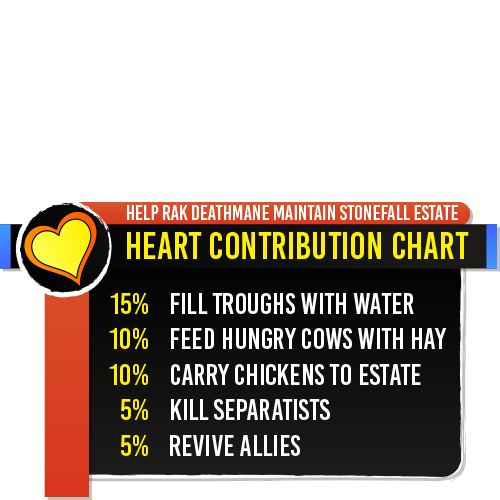 HELP RAK DEATHMANE MAINTAIN STONEFALL ESTATE
HEART CONTRIBUTION CHART
15% FILL TROUGHS WITH WATER
10% FEED HUNGRY COWS WITH HAY
10% CARRY CHICKENS TO ESTATE
5% KILL SEPARATISTS
5% REVIVE ALLIES